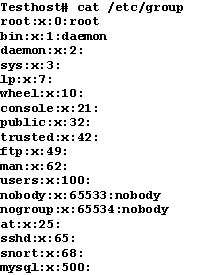 Testhost# cat /etc/group
root:x:0:root
bin:x:1:daemon
daemon:x:2:
sys:x:3:
lp:x:7:
wheel:x:10:
console:x:21:
public:x:32:
trusted:x:42:
ftp:x:49:
man:x:62:
users:x:100:
nobody:x:65533:nobody
nogroup:x:65534:nobody
at:x:25:
sshd:x:65:
snort:x:68:
mysql:x:500: